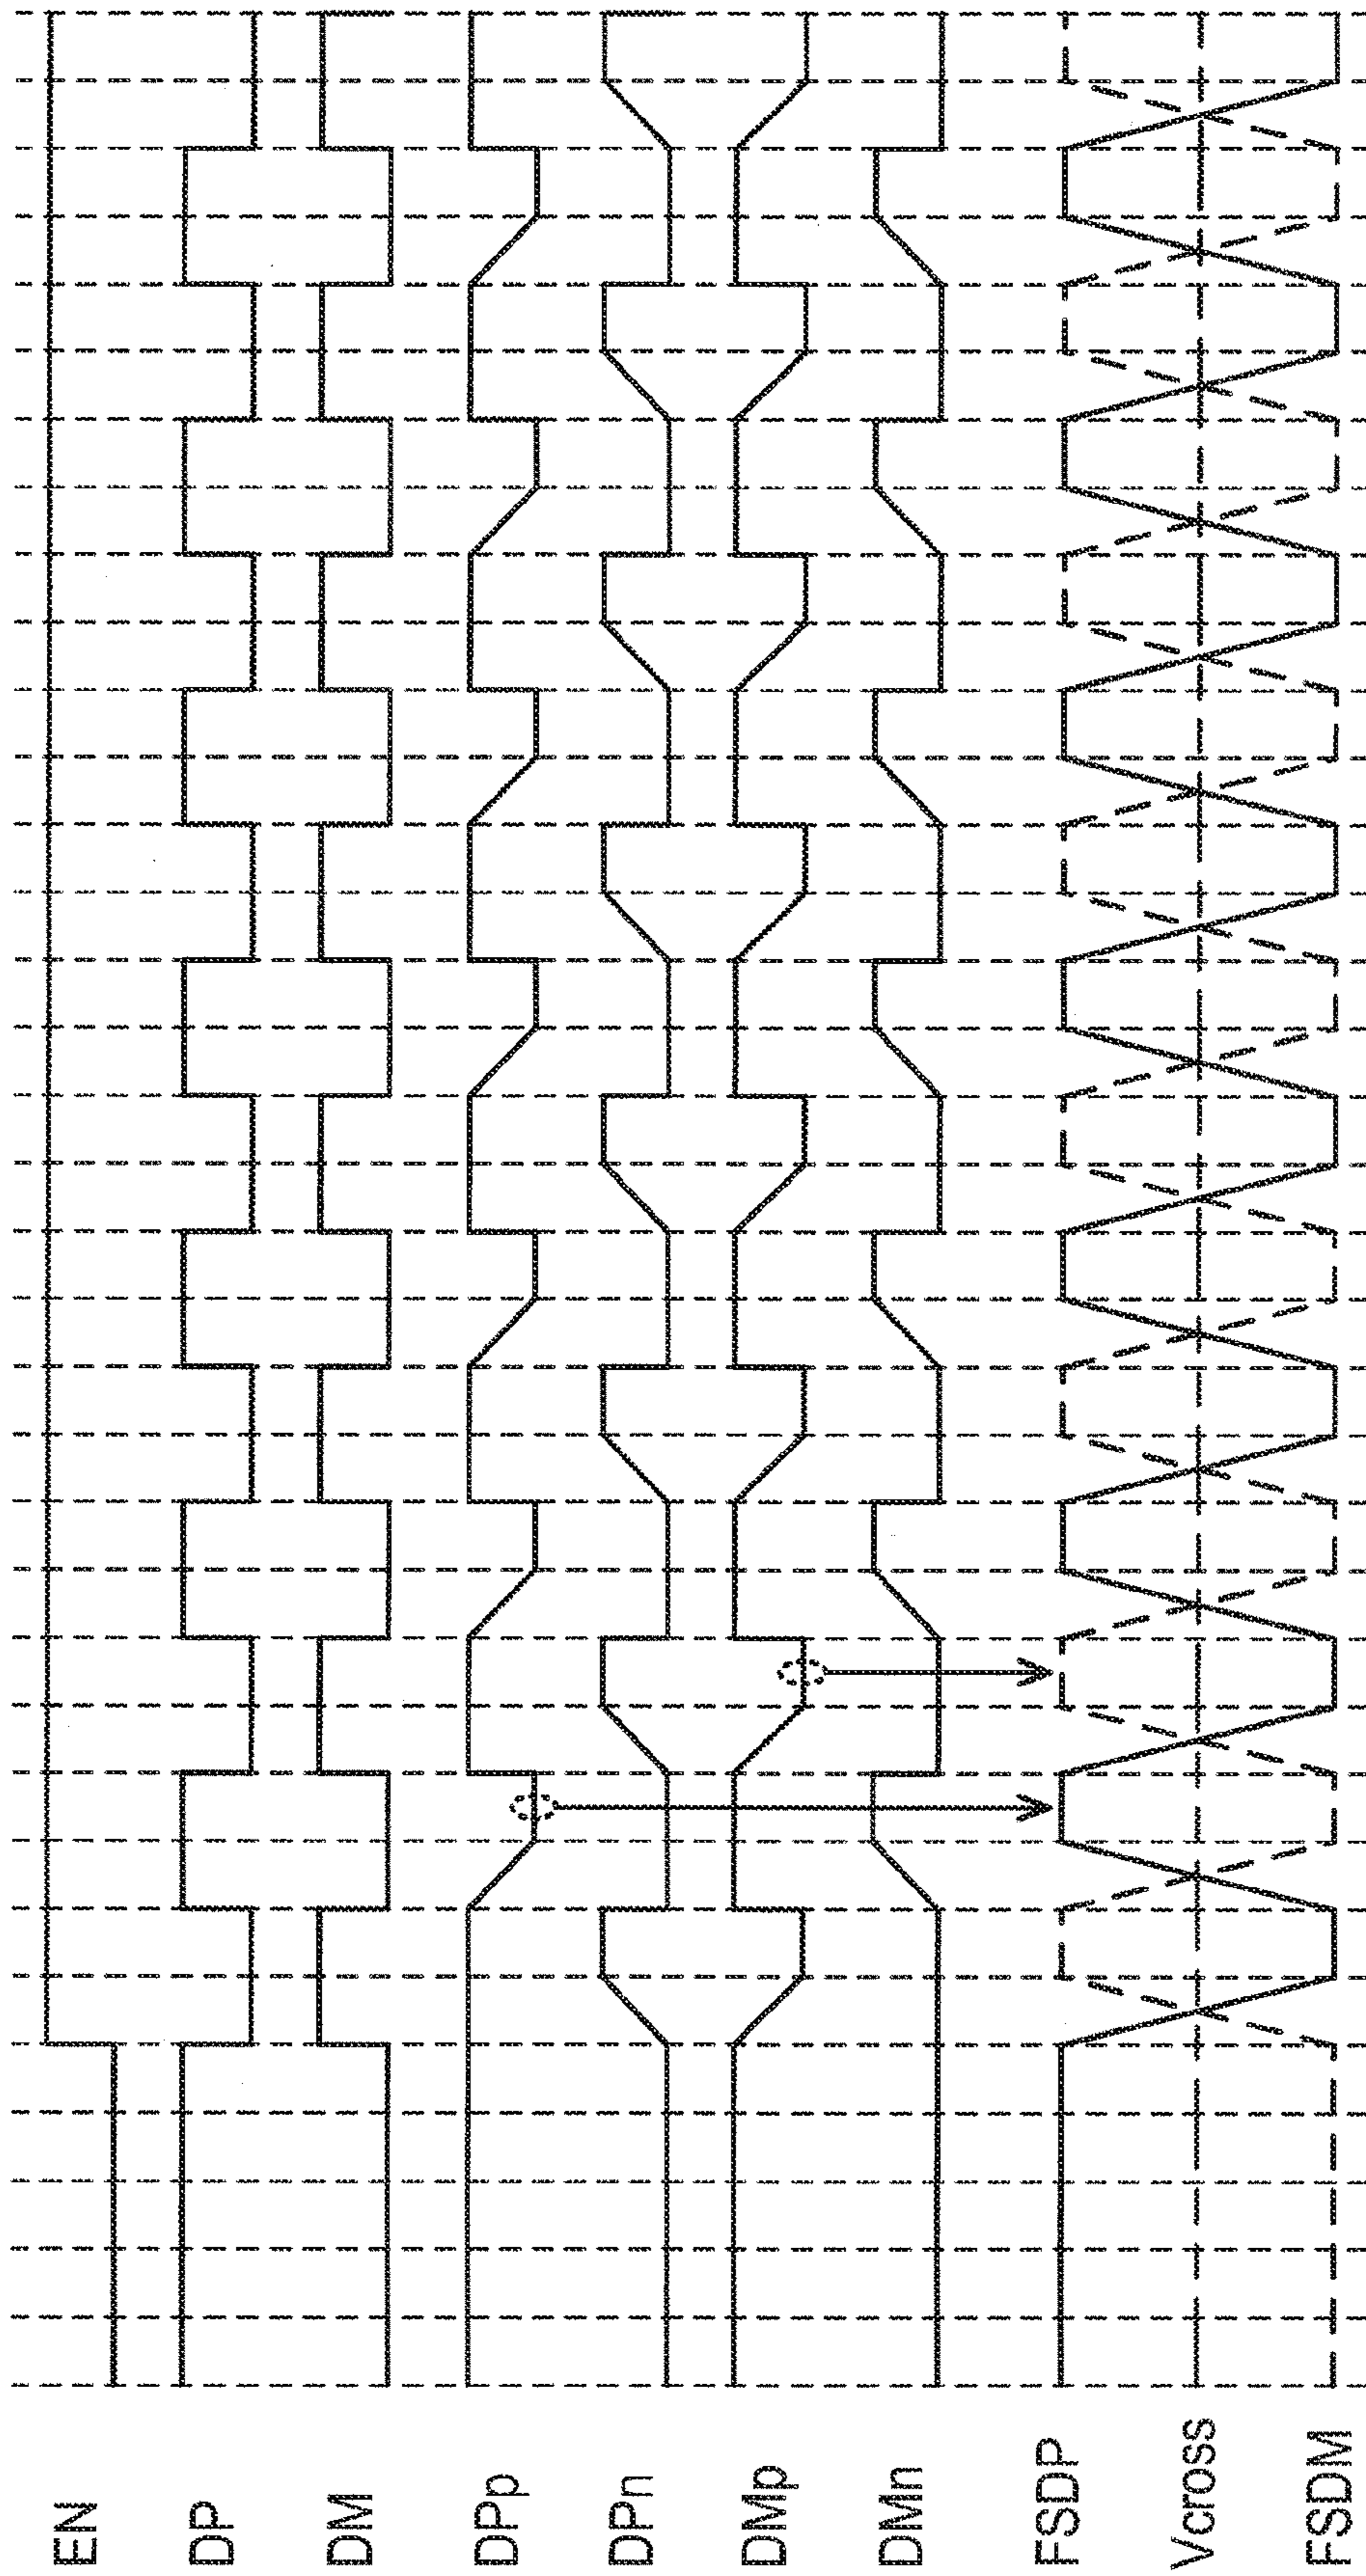 EN
DP
DM
DPp
DPn
DMp
DMn
FSDP
Vcross
FSDM